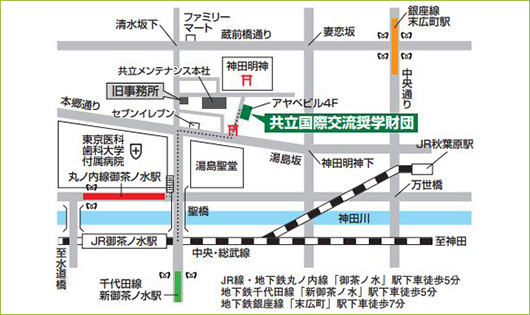 ファミリー
マート
清水坂下
蔵前橋通り
妻恋坂
銀座線
末広町駅
共立メンテナンス本社
神田明神
旧事務所
中央通り
本郷通り
アヤベビル4F
セブンイレブン
共立国際交流奨学財団
東京医科
歯科大学
付属病院
湯島聖堂
湯島坂
神田明神下
JR秋葉原駅
丸ノ内線御茶ノ水駅
万世橋
聖橋
神田川
JR御茶ノ水駅
中央・総武線
至神田
至水道橋
千代田線
新御茶ノ水駅
JR線・地下鉄丸ノ内線「御茶ノ水」駅下車徒歩5分
地下鉄千代田線「新御茶ノ水」駅下車徒歩5分
地下鉄銀座線「末広町」駅下車徒歩7分